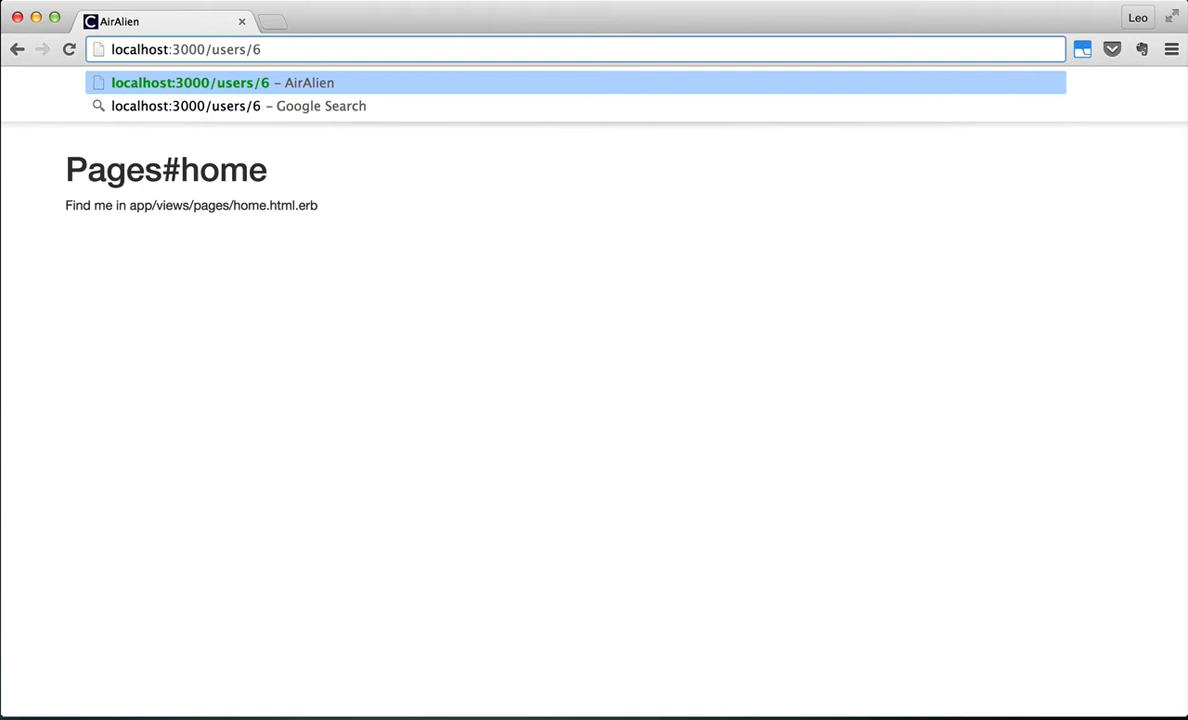 AirAlien
Leo
localhost:3000/users/6
localhost:3000/users/6 – AirAlien
localhost:3000/users/6 – Google Search
Pages#home
Find me in app/views/pages/home.html.erb